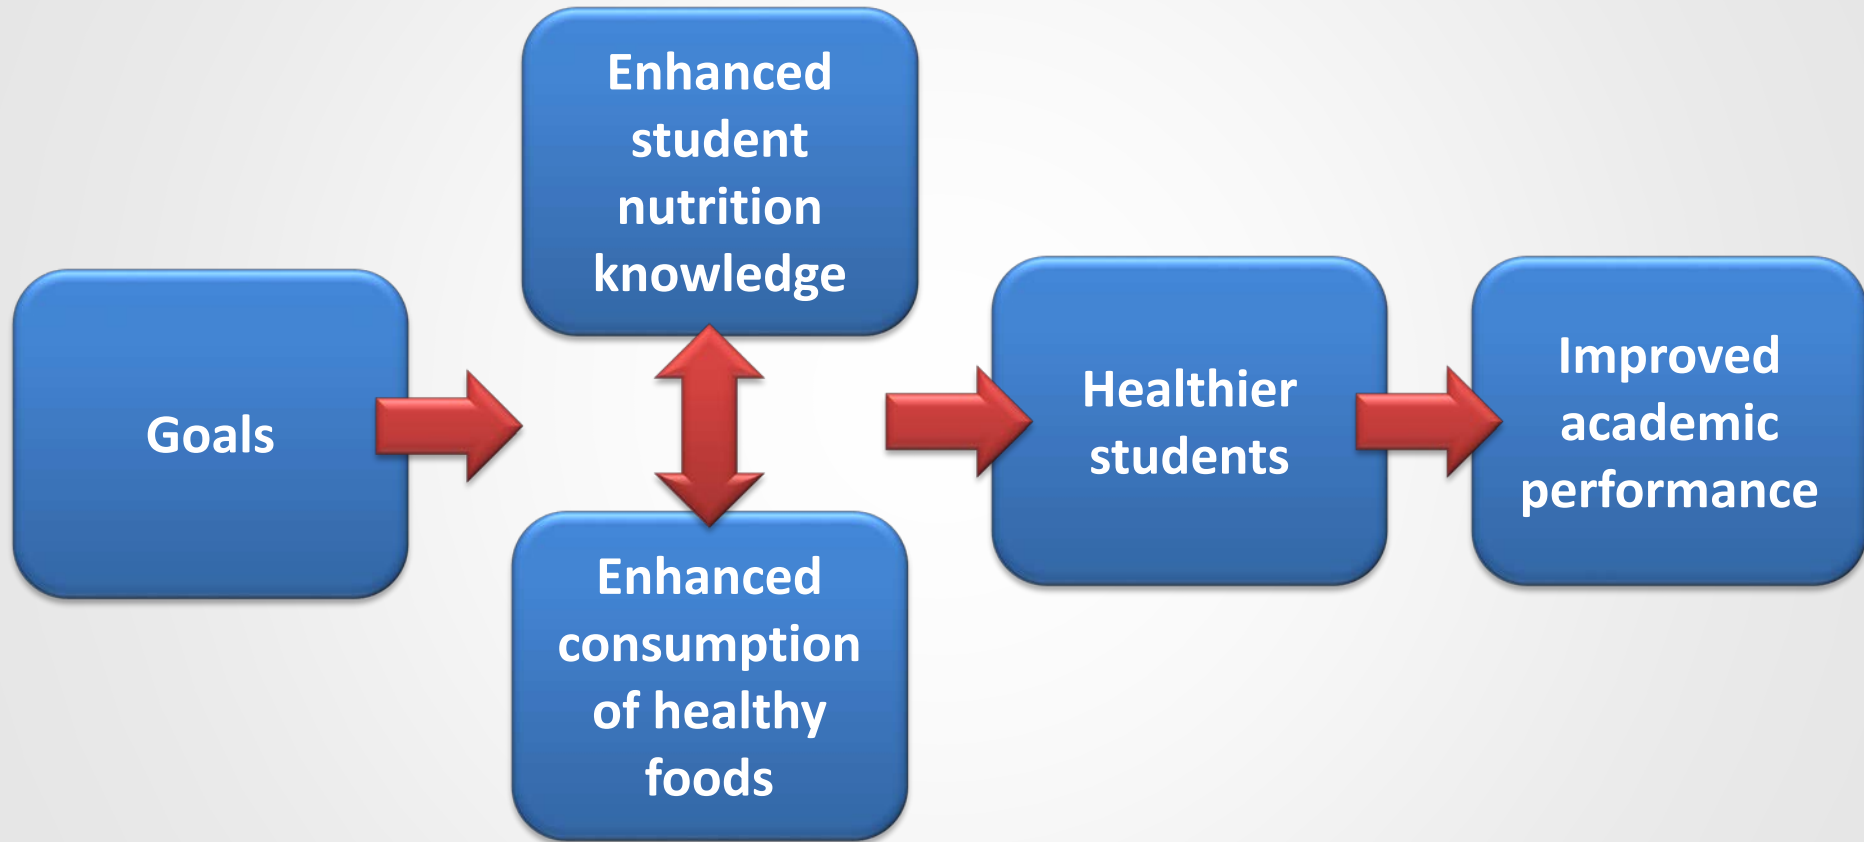 Goals
Enhanced
student
nutrition
knowledge
Enhanced
consumption
of healthy
foods
Healthier
students
Improved
academic
performance